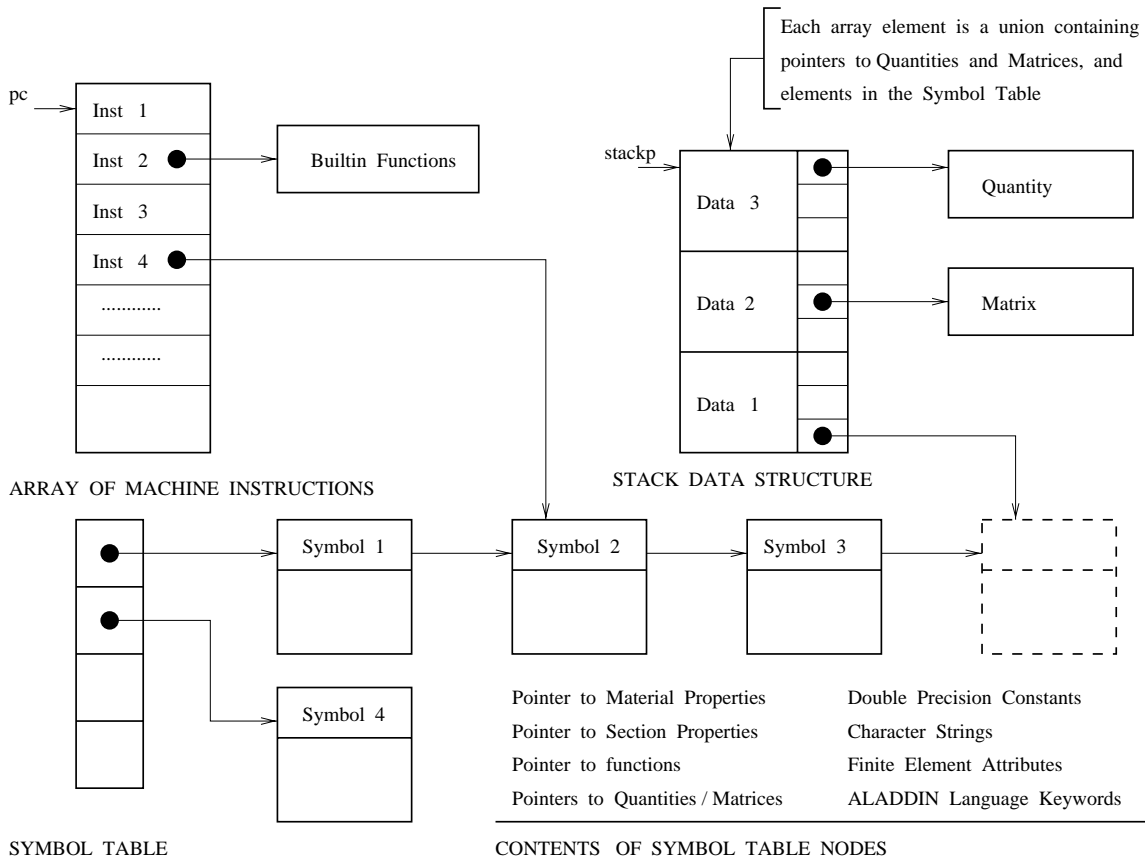 Each array element is a union containing
pointers to Quantities and Matrices, and
elements in the Symbol Table
pc
Inst 1
Inst 2
Builtin Functions
Inst 3
Inst 4
............
............
stackp
Data 3
Quantity
Data 2
Matrix
Data 1
ARRAY OF MACHINE INSTRUCTIONS
STACK DATA STRUCTURE
Symbol 1
Symbol 2
Symbol 3
Symbol 4
Pointer to Material Properties
Pointer to Section Properties
Pointer to functions
Pointers to Quantities / Matrices
Double Precision Constants
Character Strings
Finite Element Attributes
ALADDIN Language Keywords
SYMBOL TABLE
CONTENTS OF SYMBOL TABLE NODES